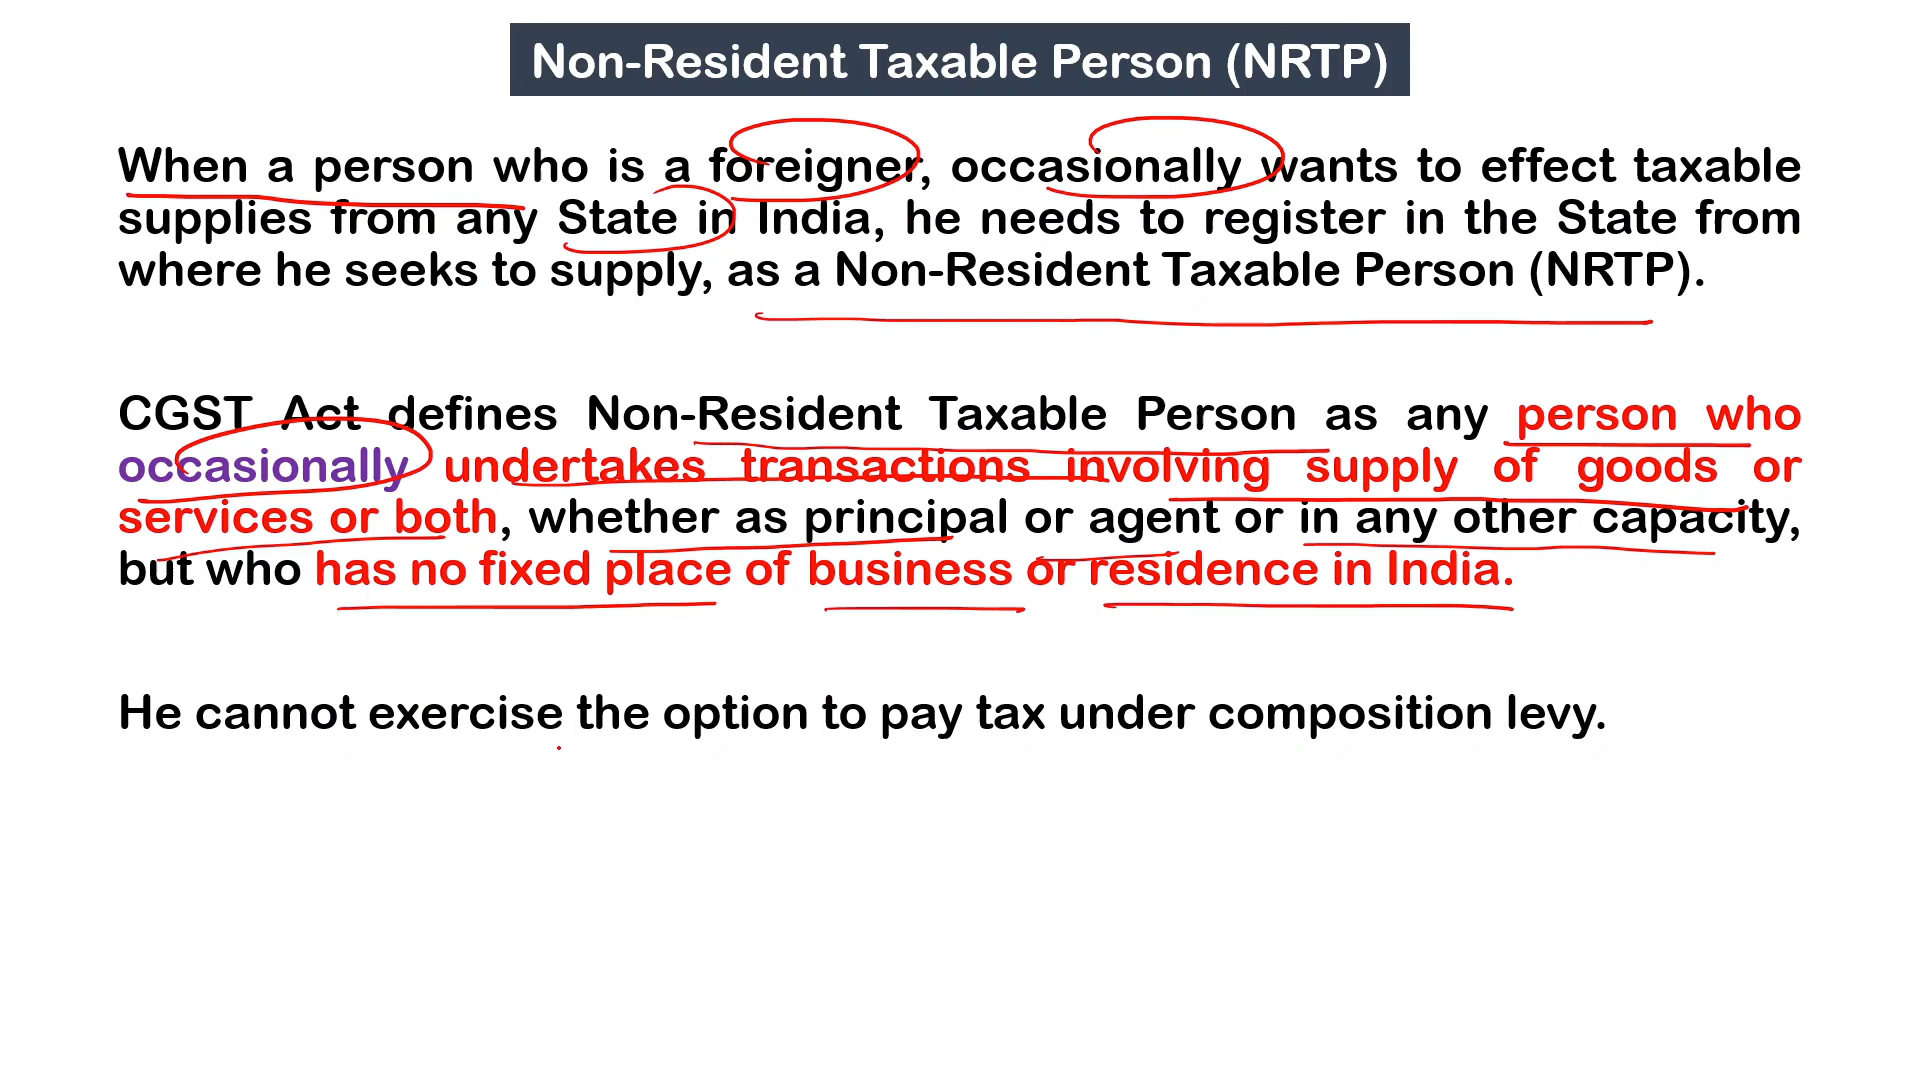 Non-Resident Taxable Person (NRTP)
When a person who is a foreigner, occasionally wants to effect taxable
supplies from any State in India, he needs to register in the State from
where he seeks to supply, as a Non-Resident Taxable Person (NRTP).
CGST Act defines Non-Resident Taxable Person as any person who
occasionally undertakes transactions involving supply of goods or
services or both, whether as principal or agent or in any other capacity,
but who has no fixed place of business or residence in India.
He cannot exercise the option to pay tax under composition levy.